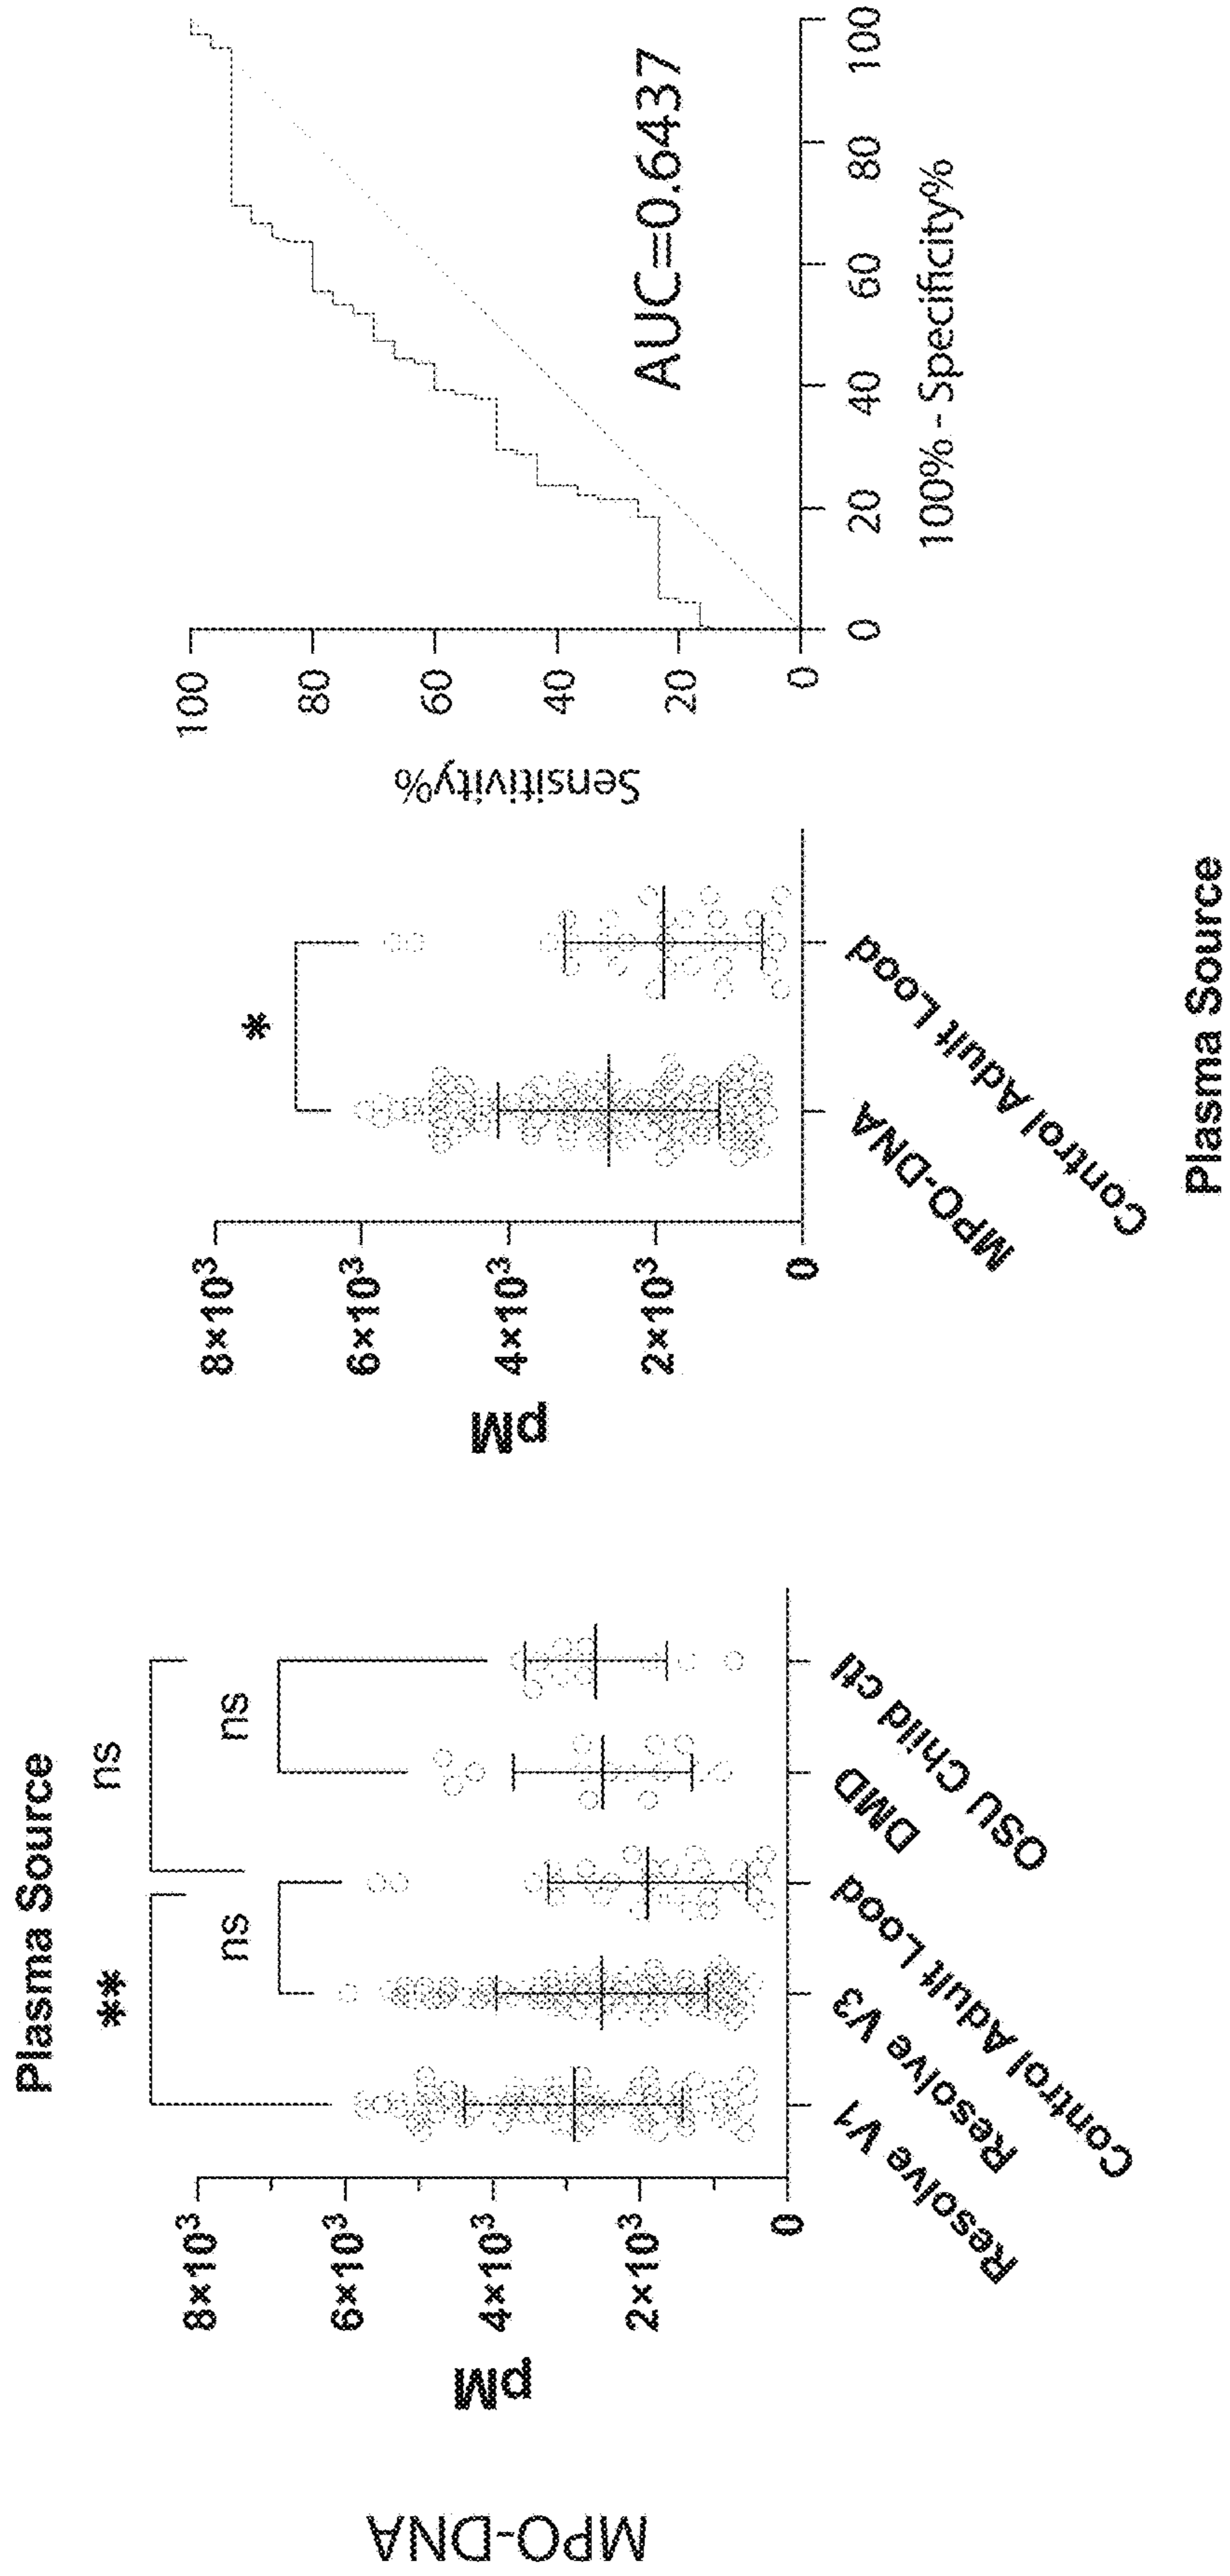 MPO-DNA
Plasma Source
**
ns
ns
ns
pM
8×10³
6×10³
4×10³
2×10³
0
Resolve V1
Resolve V3
Control Adult Lood
DMD
OSU Child ctl
*
pM
8×10³
6×10³
4×10³
2×10³
0
MPO-DNA
Control Adult Lood
Plasma Source
Sensitivity%
100
80
60
40
20
0
0
20
40
60
80
100
100% - Specificity%
AUC=0.6437